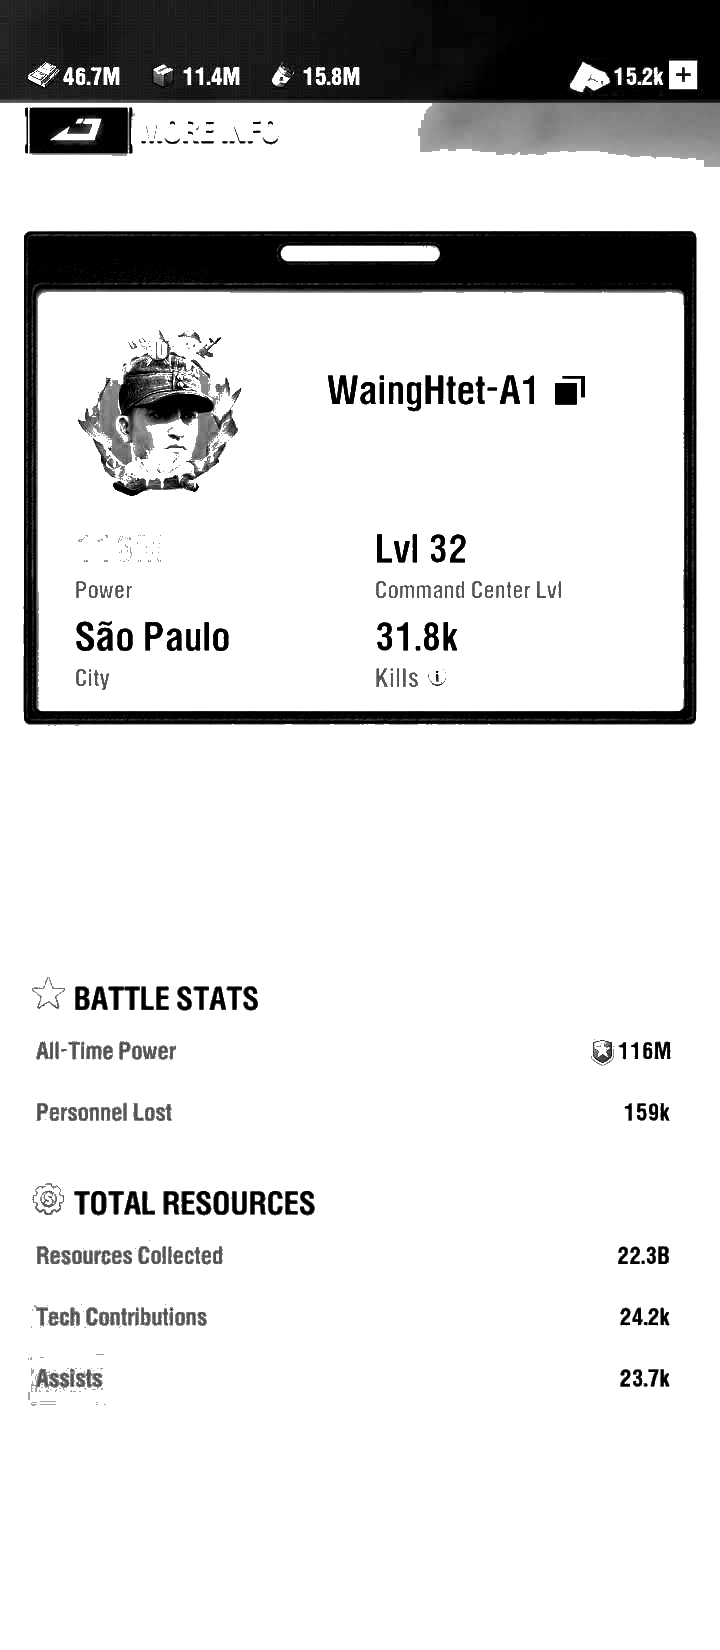 46.7M 11.4M 15.8M 15.2k +
MORE INFO
WaingHtet-A1
116M Lvl 32
Power Command Center Lvl
São Paulo 31.8k
City Kills
BATTLE STATS
All-Time Power 116M
Personnel Lost 159k
TOTAL RESOURCES
Resources Collected 22.3B
Tech Contributions 24.2k
Assists 23.7k